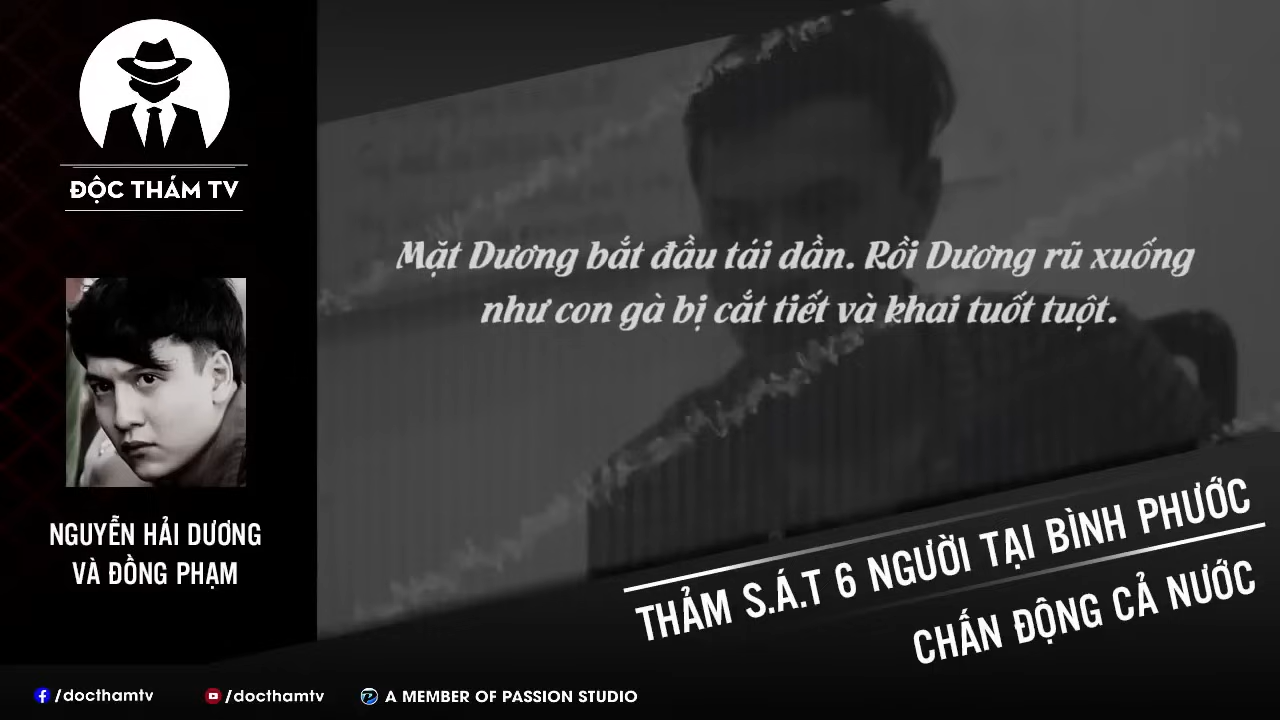 ĐỘC THÁM TV
NGUYỄN HẢI DƯƠNG
VÀ ĐỒNG PHẠM
Mặt Dương bắt đầu tái dần. Rồi Dương rũ xuống
như con gà bị cắt tiết và khai tuốt tuột.
THẢM S.Á.T 6 NGƯỜI TẠI BÌNH PHƯỚC
CHẤN ĐỘNG CẢ NƯỚC
/docthamtv
/docthamtv
A MEMBER OF PASSION STUDIO